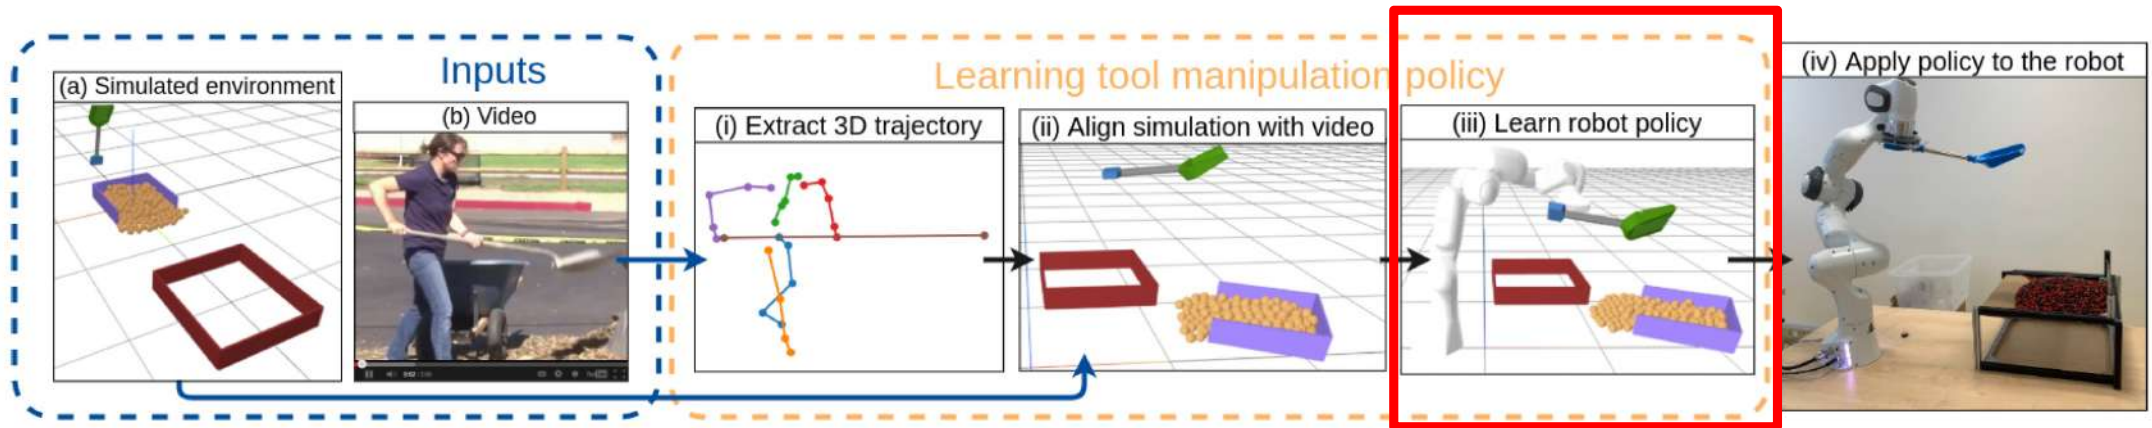 Inputs
(a) Simulated environment
(b) Video
Learning tool manipulation policy
(i) Extract 3D trajectory
(ii) Align simulation with video
(iii) Learn robot policy
(iv) Apply policy to the robot